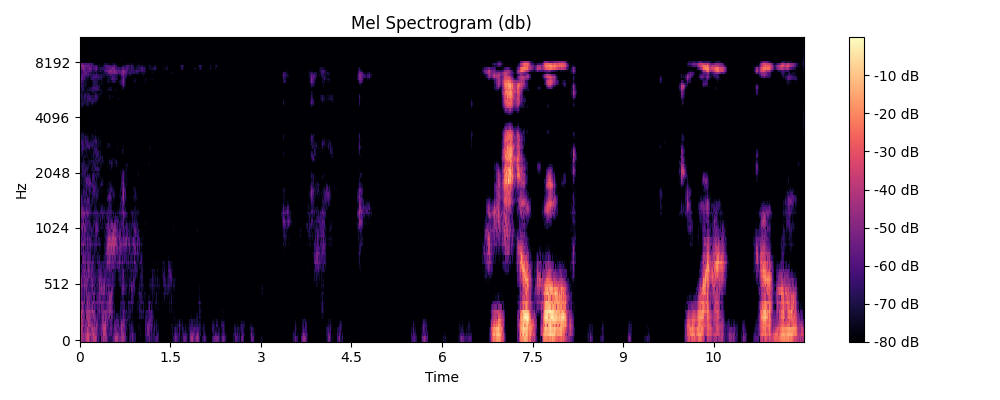 Mel Spectrogram (db)
8192
4096
2048
1024
512
0
Hz
0 1.5 3 4.5 6 7.5 9 10
Time
-10 dB
-20 dB
-30 dB
-40 dB
-50 dB
-60 dB
-70 dB
-80 dB